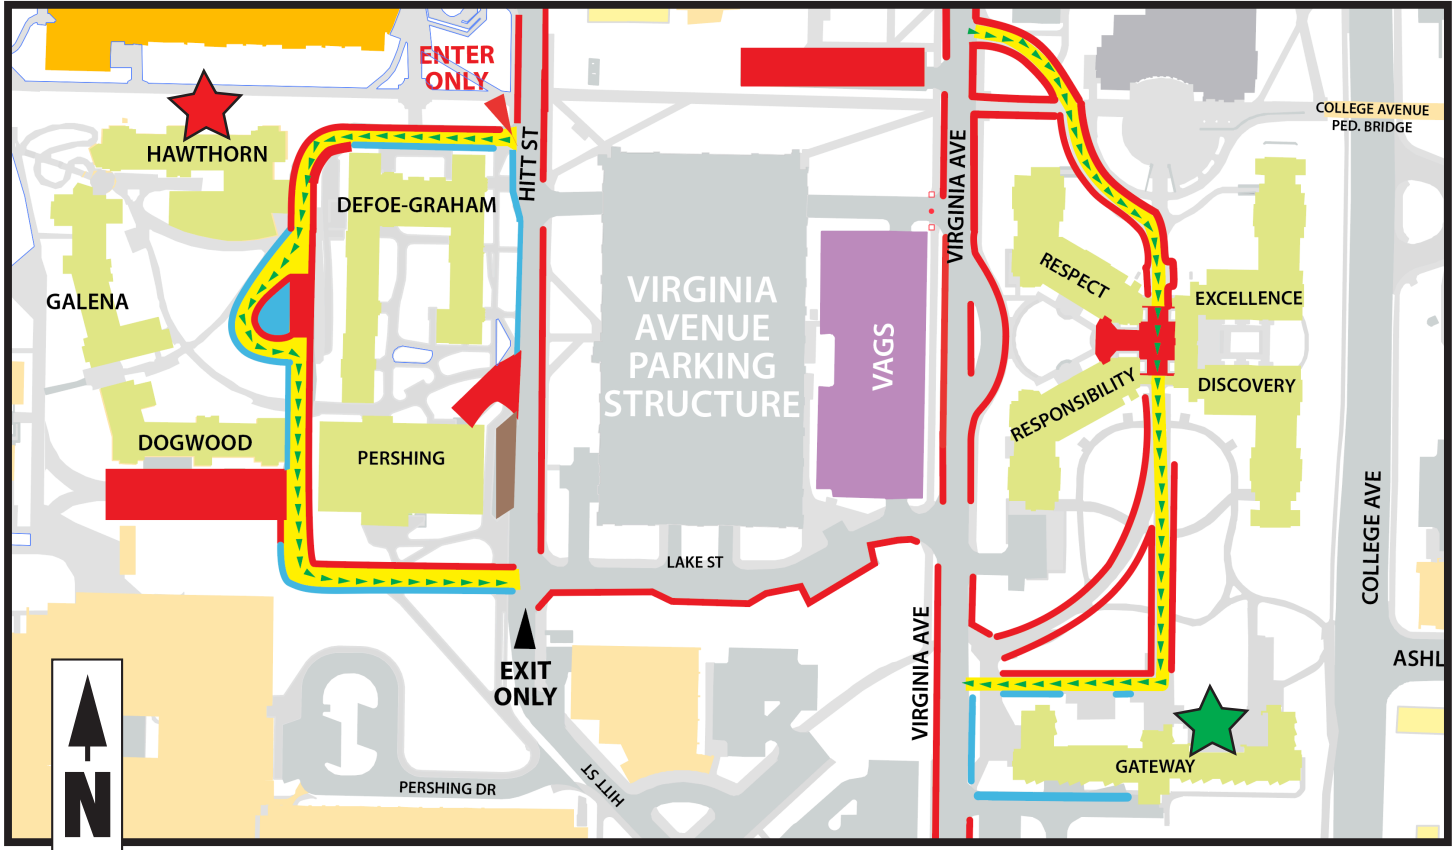 ENTER
ONLY
COLLEGE AVENUE
PED. BRIDGE
HAWTHORN
HITT ST
VIRGINIA AVE
DEFOE-GRAHAM
GALENA
VIRGINIA
AVENUE
PARKING
STRUCTURE
VAGS
RESPECT
EXCELLENCE
RESPONSIBILITY
DISCOVERY
DOGWOOD
PERSHING
COLLEGE AVE
LAKE ST
EXIT
ONLY
VIRGINIA AVE
ASHL
GATEWAY
PERSHING DR
HITT ST
N